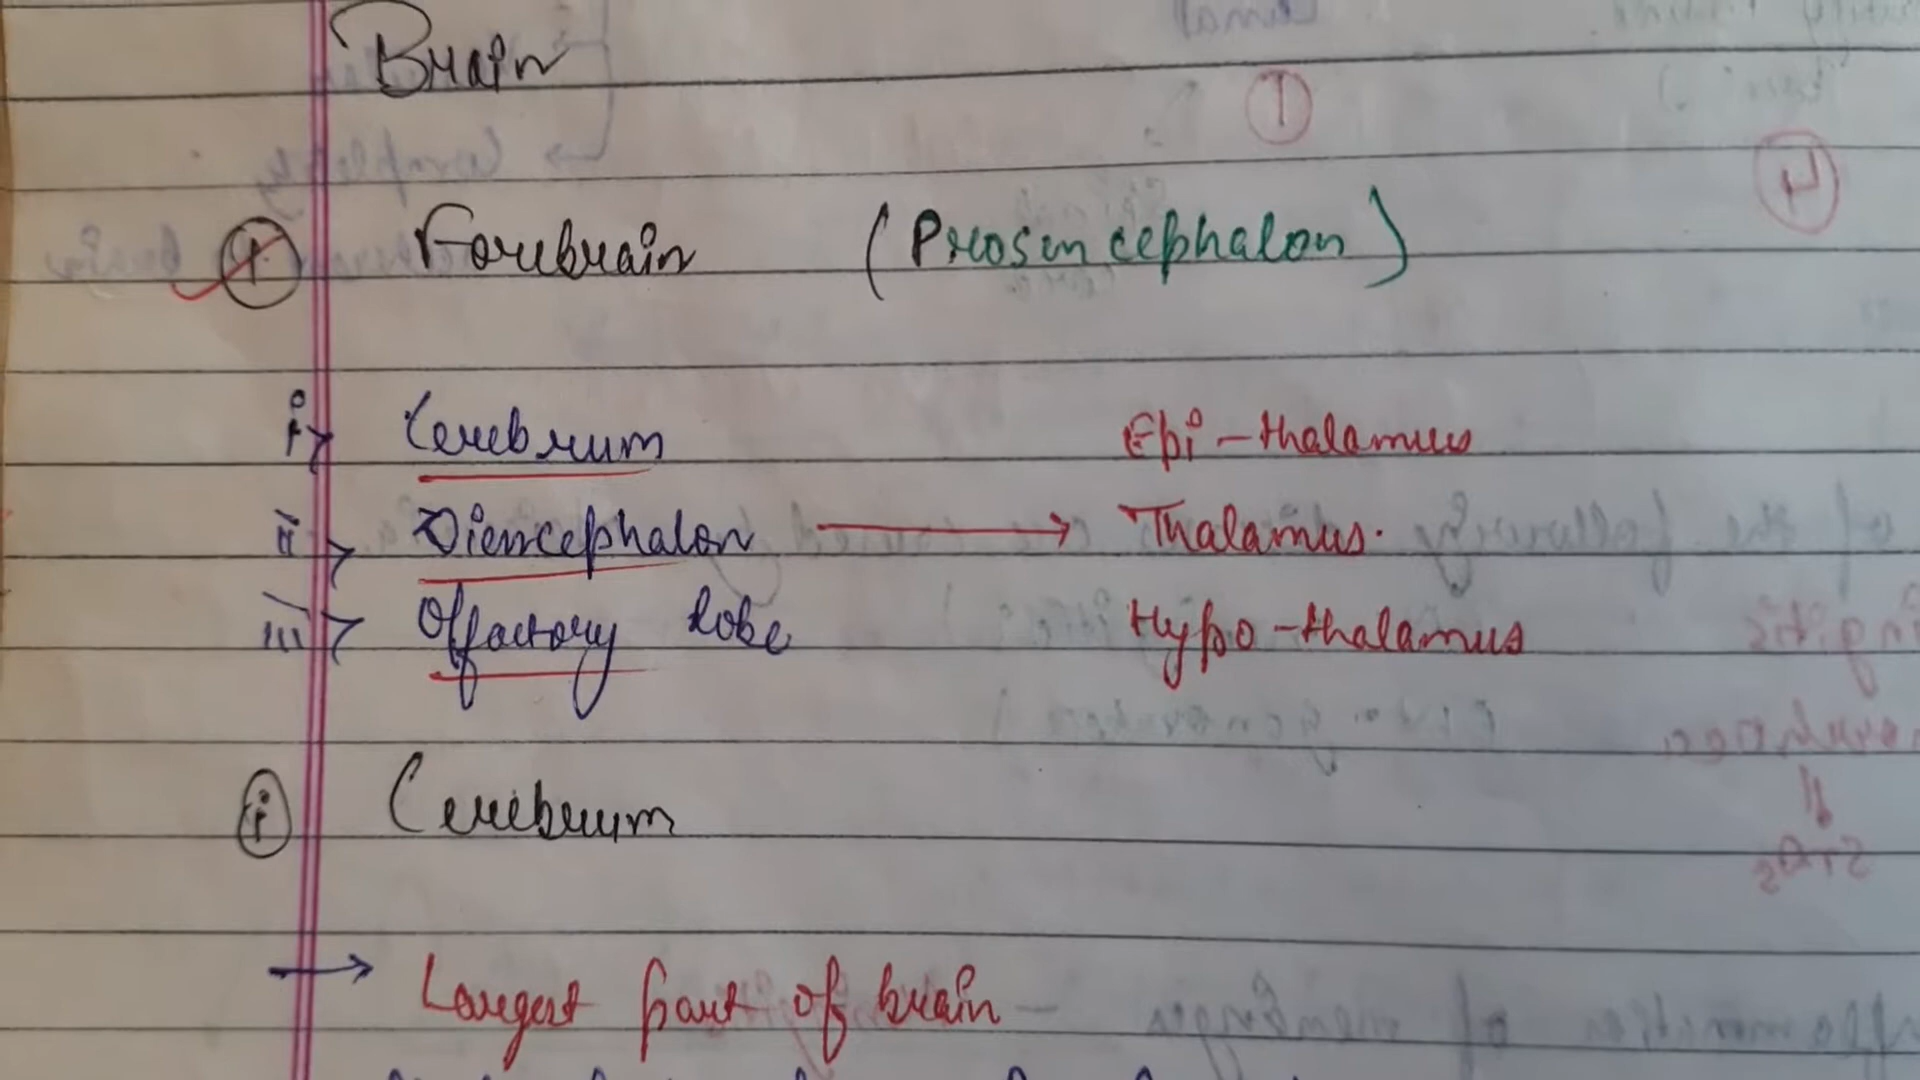 Brain
1 Forebrain (Prosencephalon)
i> Cerebrum Epi-thalamus
ii> Diencephalon → Thalamus.
iii> Olfactory lobe Hypo-thalamus
i Cerebrum
→ Largest part of brain